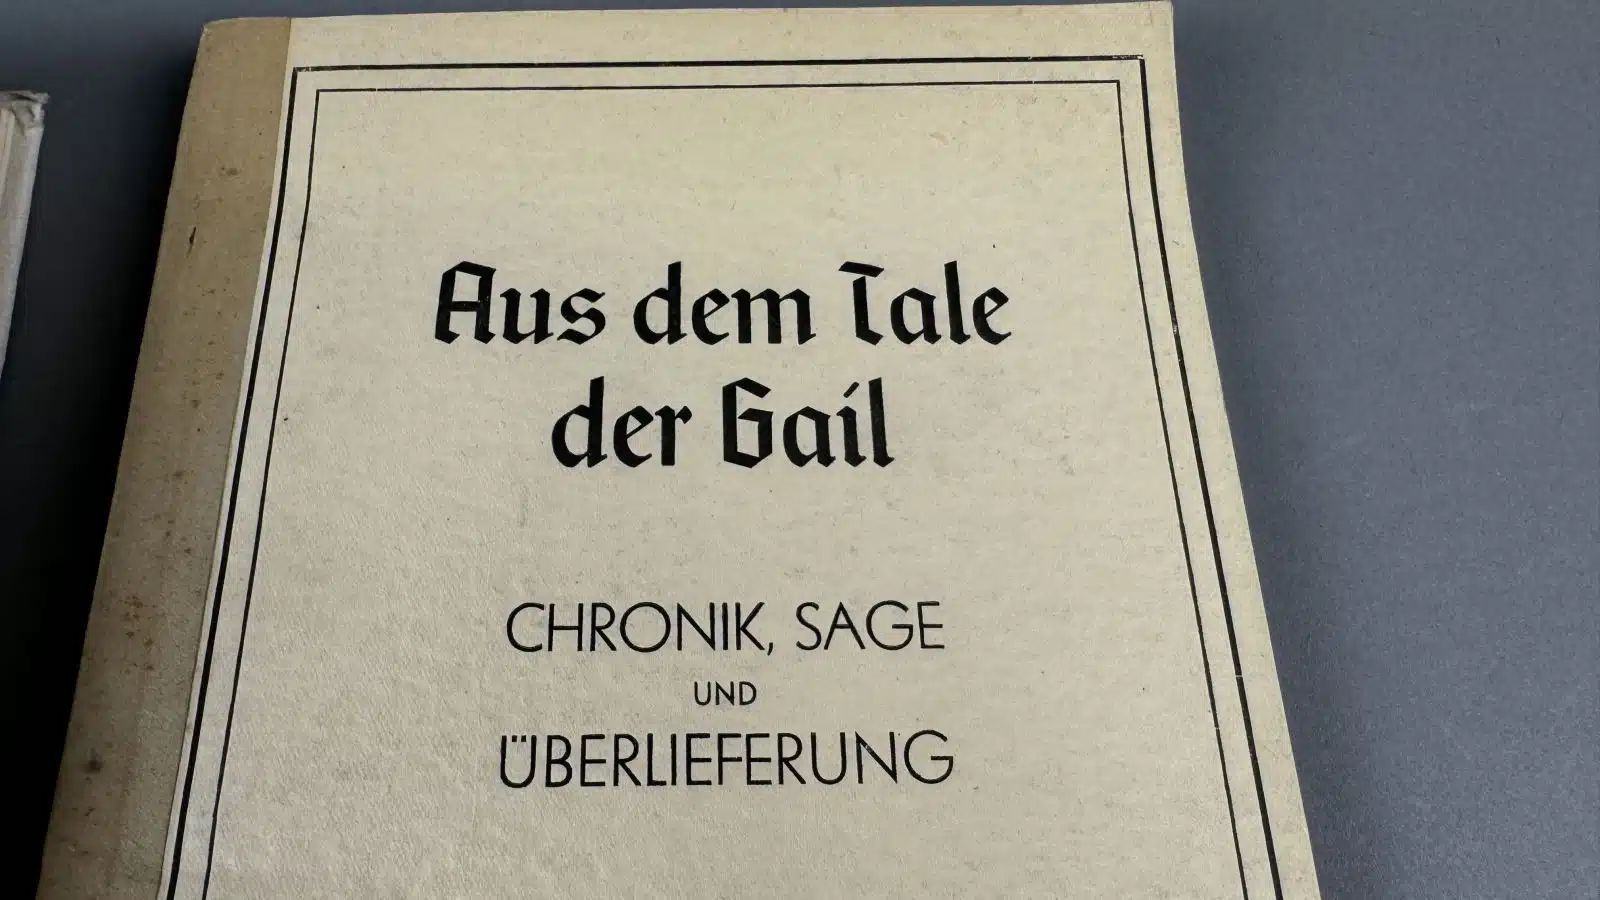 Aus dem Tale
der Gail
CHRONIK, SAGE
UND
ÜBERLIEFERUNG